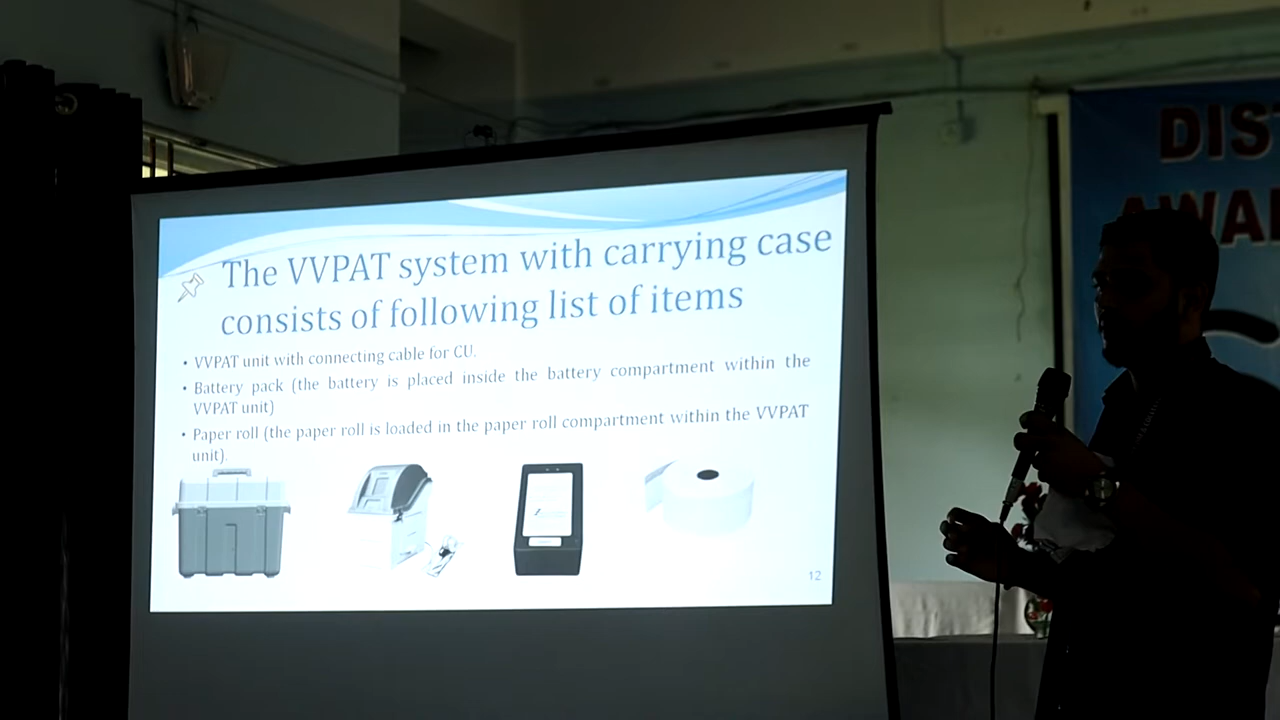 The VVPAT system with carrying case
consists of following list of items
• VVPAT unit with connecting cable for CU.
• Battery pack (the battery is placed inside the battery compartment within the
VVPAT unit)
• Paper roll (the paper roll is loaded in the paper roll compartment within the VVPAT
unit).
12
DIS
AWA